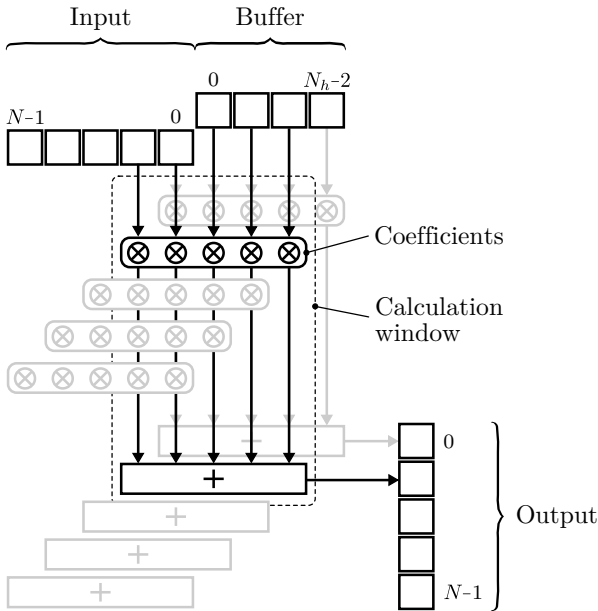 Input
Buffer
0
N_h-2
N-1
0
Coefficients
Calculation
window
0
Output
N-1